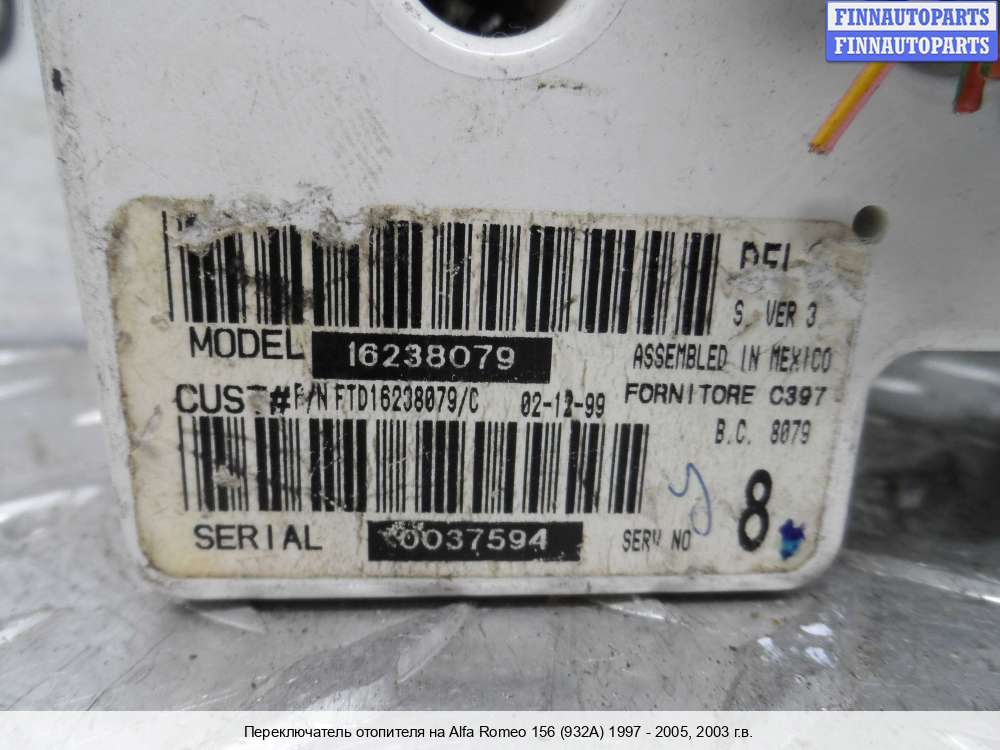 FINNAUTOPARTS
FINNAUTOPARTS
S. VER 3
MODEL 16238079 ASSEMBLED IN MEXICO
CUST# P/N FTD16238079/C 02-12-99 FORNITORE C397
B.C. 8079
SERIAL 0037594 SERV NO 8
Переключатель отопителя на Alfa Romeo 156 (932A) 1997 - 2005, 2003 г.в.